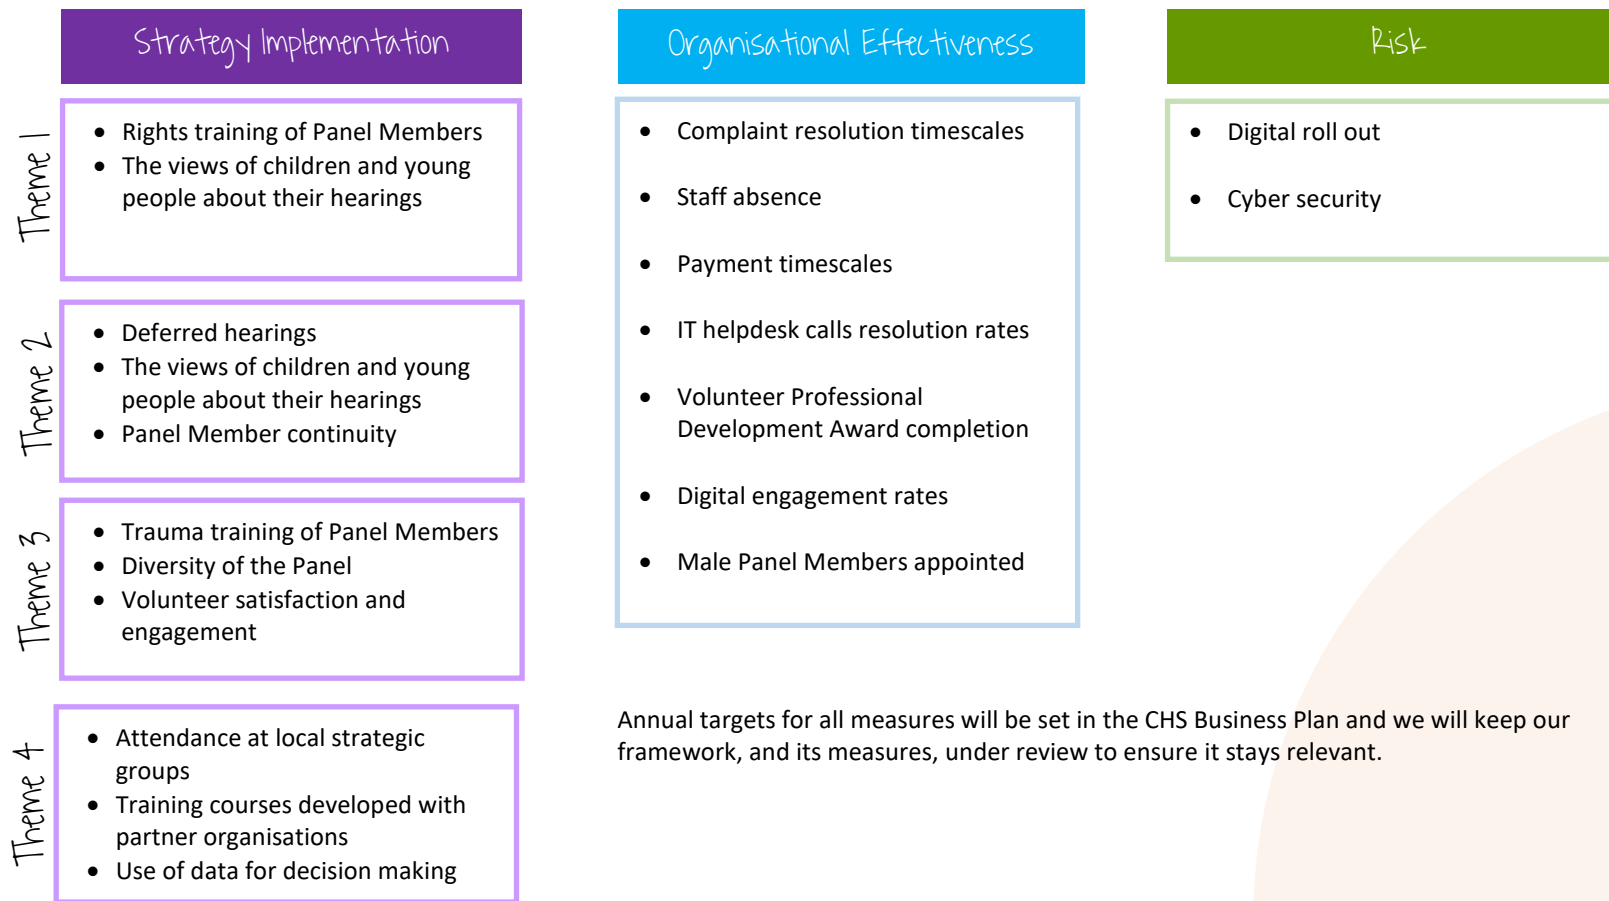 Strategy Implementation
Theme 1
• Rights training of Panel Members
• The views of children and young
people about their hearings
Theme 2
• Deferred hearings
• The views of children and young
people about their hearings
• Panel Member continuity
Theme 3
• Trauma training of Panel Members
• Diversity of the Panel
• Volunteer satisfaction and
engagement
Theme 4
• Attendance at local strategic
groups
• Training courses developed with
partner organisations
• Use of data for decision making
Organisational Effectiveness
• Complaint resolution timescales
• Staff absence
• Payment timescales
• IT helpdesk calls resolution rates
• Volunteer Professional
Development Award completion
• Digital engagement rates
• Male Panel Members appointed
Risk
• Digital roll out
• Cyber security
Annual targets for all measures will be set in the CHS Business Plan and we will keep our
framework, and its measures, under review to ensure it stays relevant.